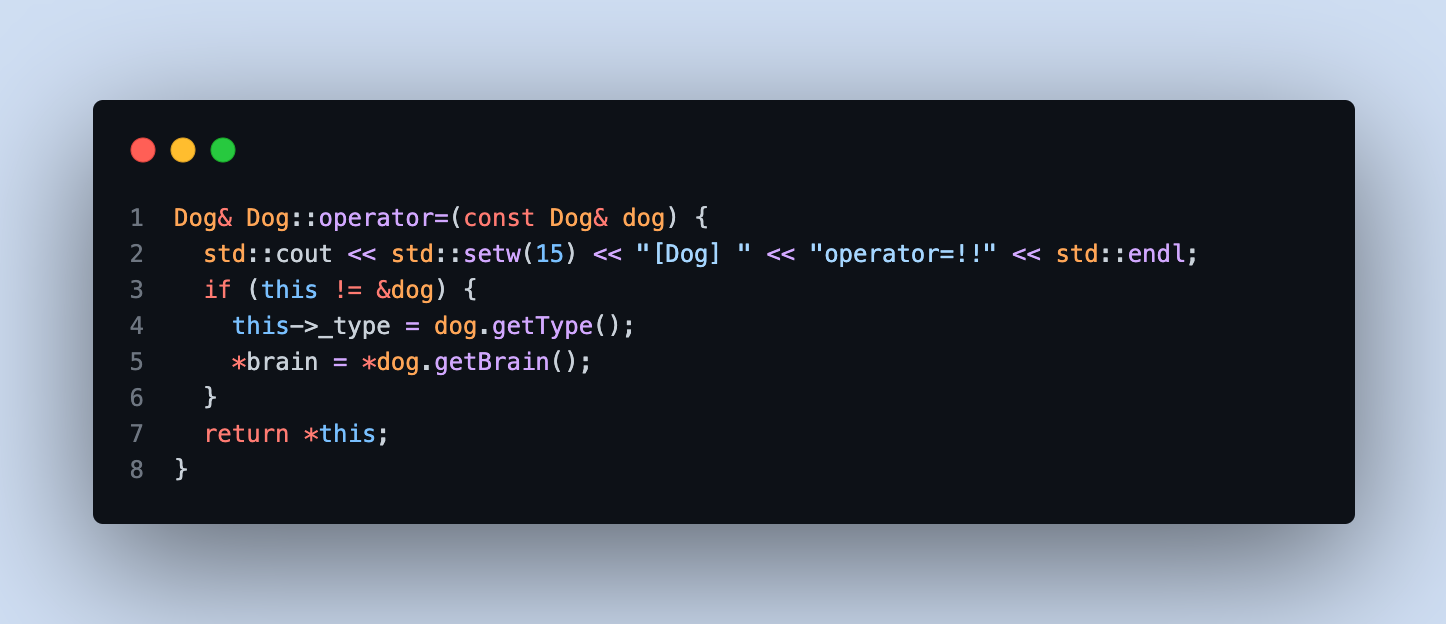 1 Dog& Dog::operator=(const Dog& dog) {
2   std::cout << std::setw(15) << "[Dog] " << "operator=!!" << std::endl;
3   if (this != &dog) {
4     this->_type = dog.getType();
5     *brain = *dog.getBrain();
6   }
7   return *this;
8 }